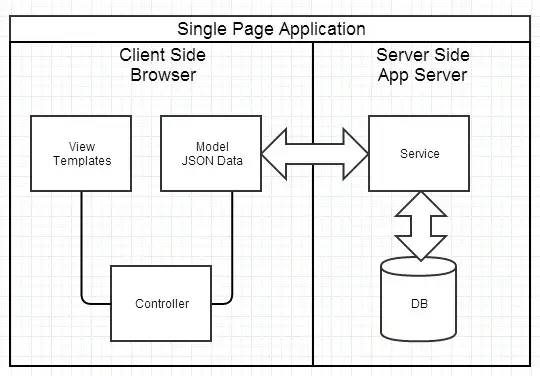 Single Page Application
Client Side
Browser
Server Side
App Server
View
Templates
Model
JSON Data
Service
Controller
DB